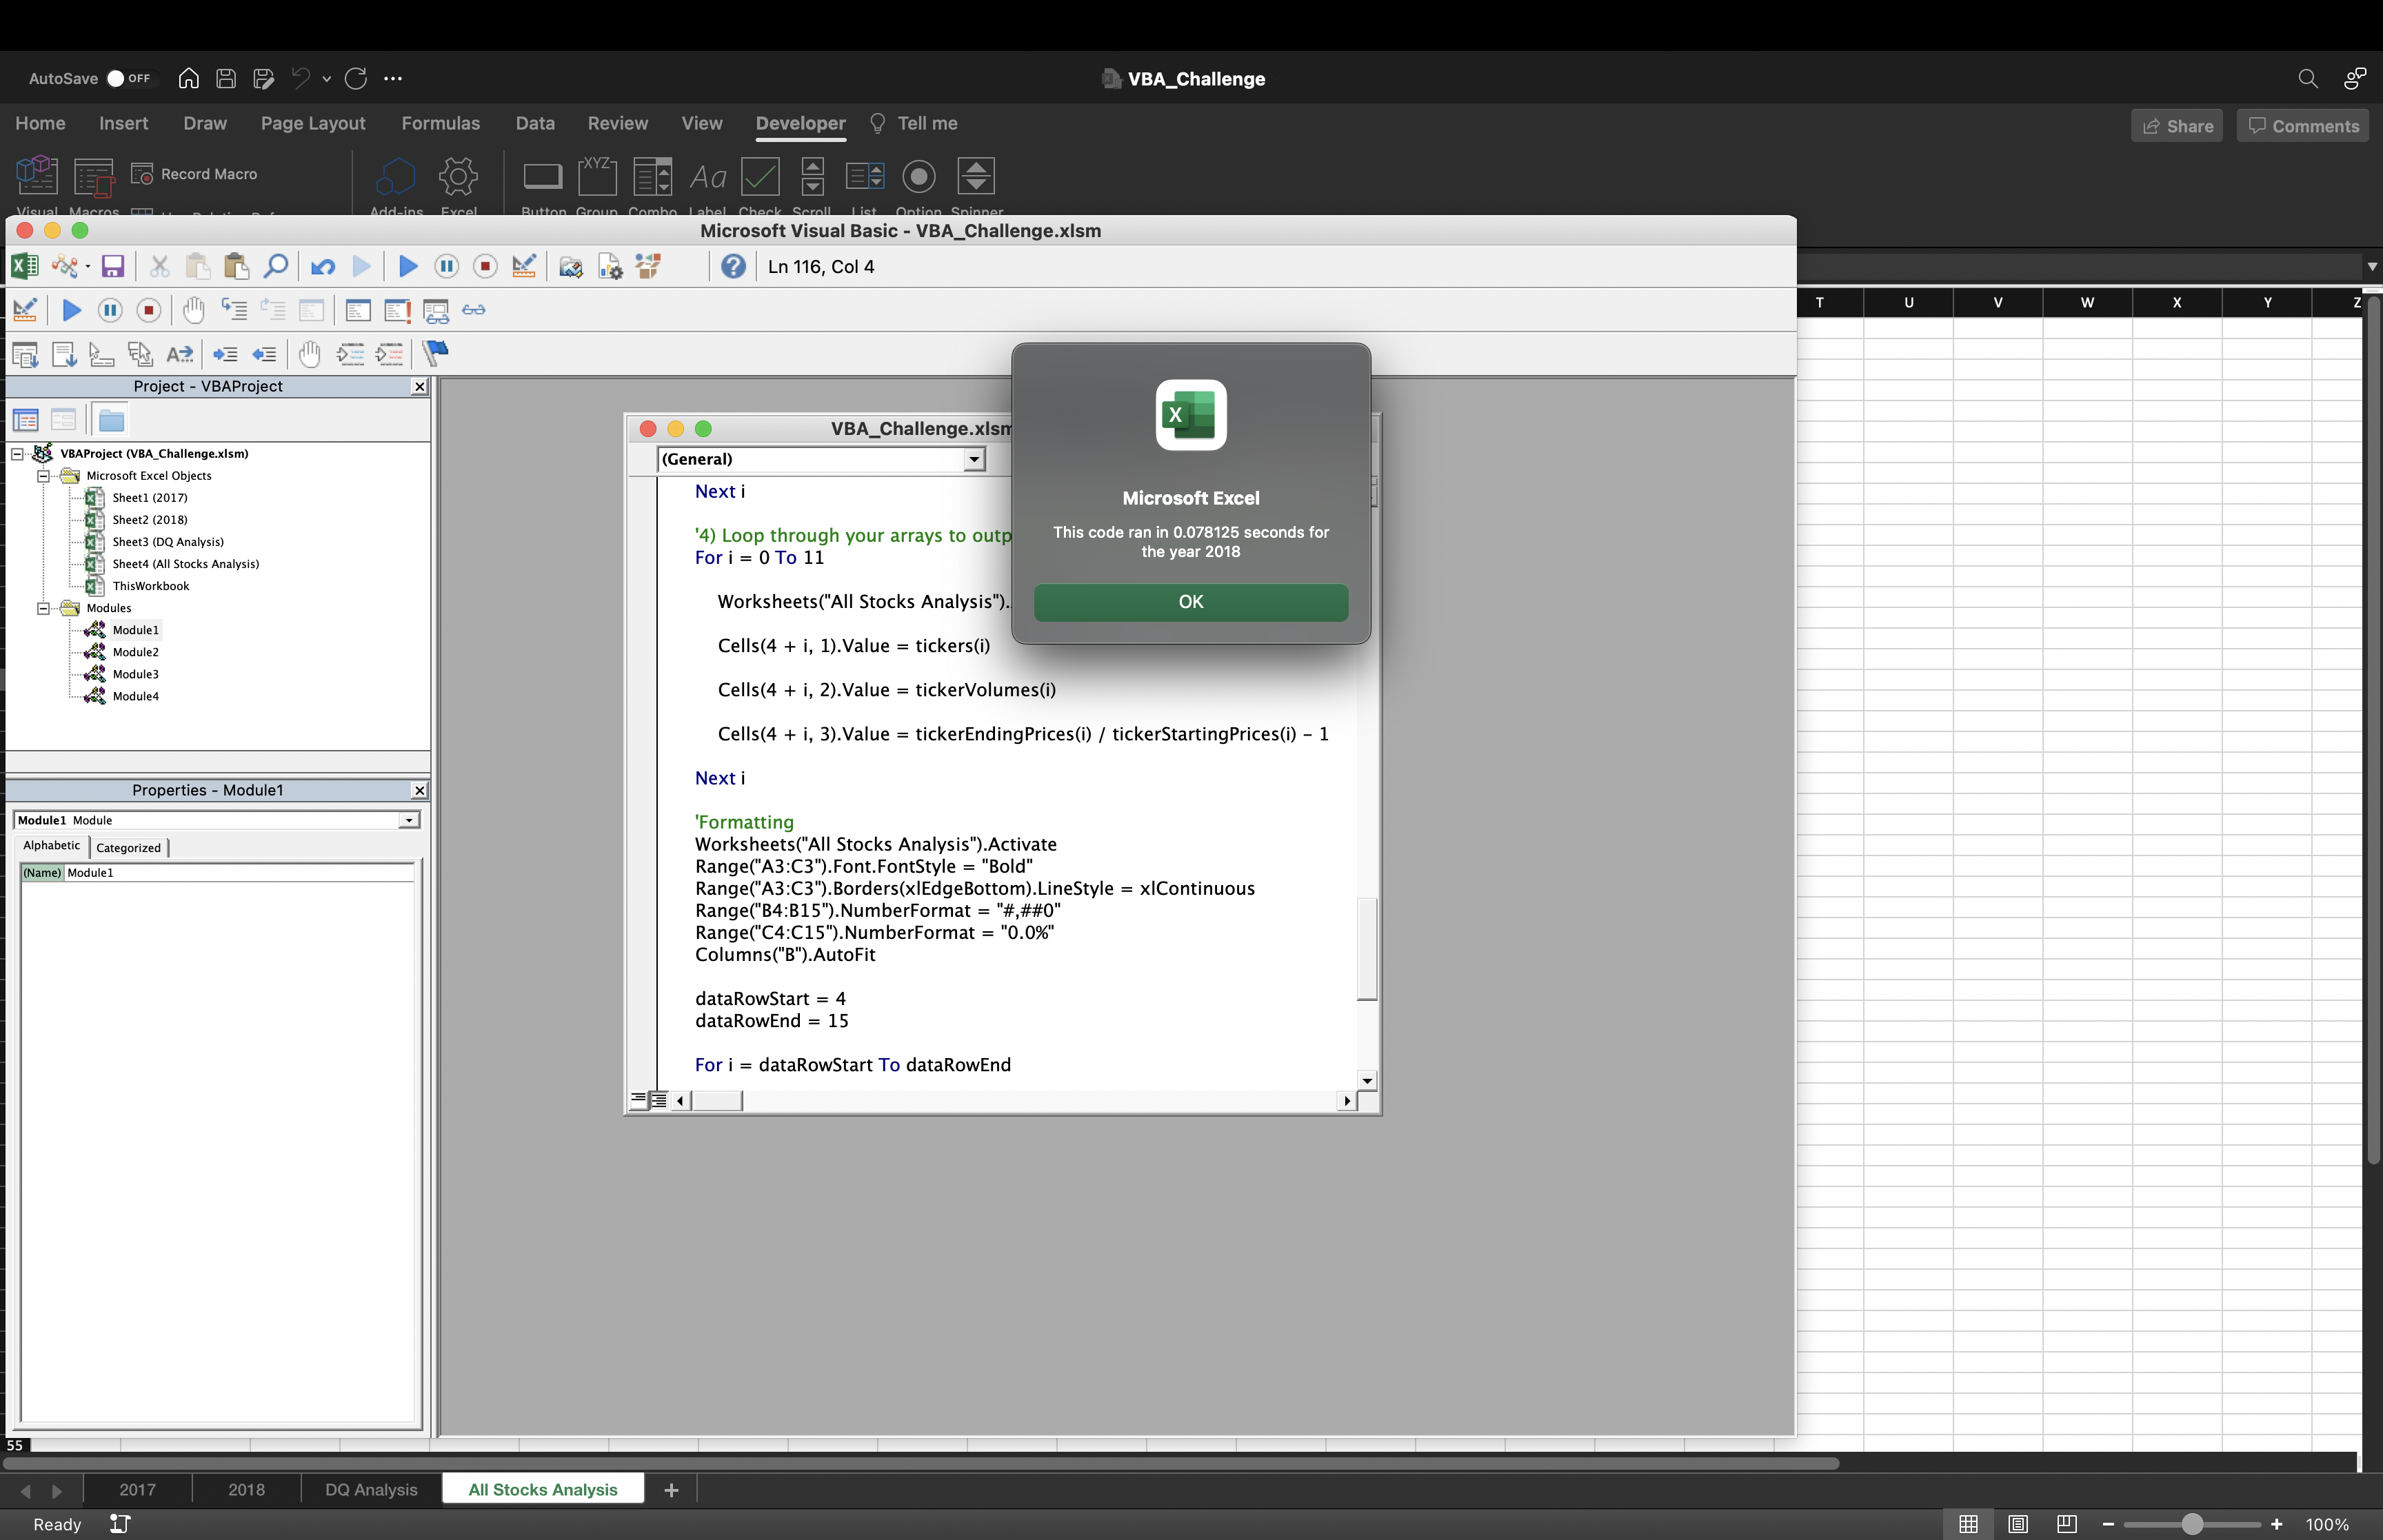 AutoSave OFF
VBA_Challenge
Home Insert Draw Page Layout Formulas Data Review View Developer Tell me
Share Comments
Record Macro
XYZ
Aa
Visual Macros Add-ins Excel Button Group Combo Label Check Scroll List Option Spinner
Microsoft Visual Basic - VBA_Challenge.xlsm
Ln 116, Col 4
T U V W X Y Z
Project - VBAProject
VBAProject (VBA_Challenge.xlsm)
Microsoft Excel Objects
Sheet1 (2017)
Sheet2 (2018)
Sheet3 (DQ Analysis)
Sheet4 (All Stocks Analysis)
ThisWorkbook
Modules
Module1
Module2
Module3
Module4
Properties - Module1
Module1 Module
Alphabetic Categorized
(Name) Module1
VBA_Challenge.xlsm
(General)
Next i
'4) Loop through your arrays to outp
For i = 0 To 11
Worksheets("All Stocks Analysis").
Cells(4 + i, 1).Value = tickers(i)
Cells(4 + i, 2).Value = tickerVolumes(i)
Cells(4 + i, 3).Value = tickerEndingPrices(i) / tickerStartingPrices(i) - 1
Next i
'Formatting
Worksheets("All Stocks Analysis").Activate
Range("A3:C3").Font.FontStyle = "Bold"
Range("A3:C3").Borders(xlEdgeBottom).LineStyle = xlContinuous
Range("B4:B15").NumberFormat = "#,##0"
Range("C4:C15").NumberFormat = "0.0%"
Columns("B").AutoFit
dataRowStart = 4
dataRowEnd = 15
For i = dataRowStart To dataRowEnd
Microsoft Excel
This code ran in 0.078125 seconds for
the year 2018
OK
55
2017 2018 DQ Analysis All Stocks Analysis +
Ready
100%